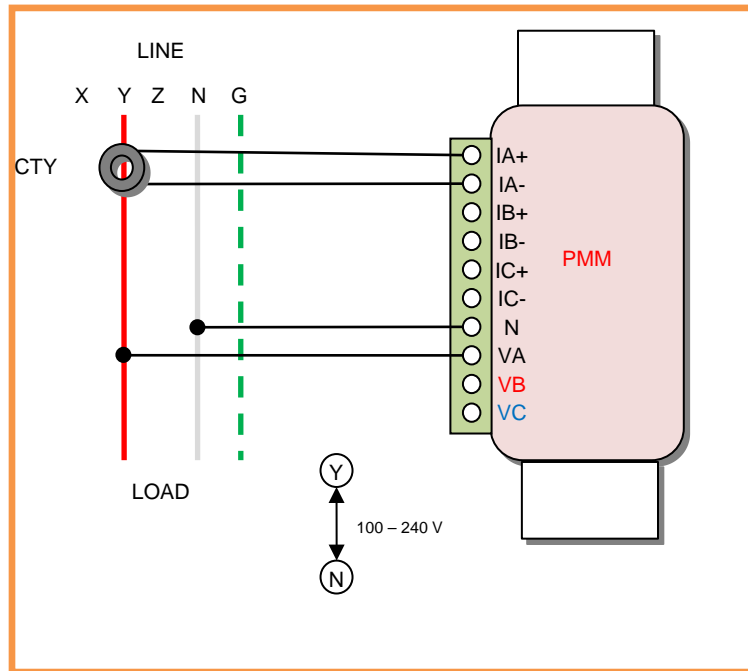 LINE
X Y Z N G
CTY
IA+
IA-
IB+
IB-
IC+
IC-
N
VA
VB
VC
PMM
LOAD
Y
100 – 240 V
N